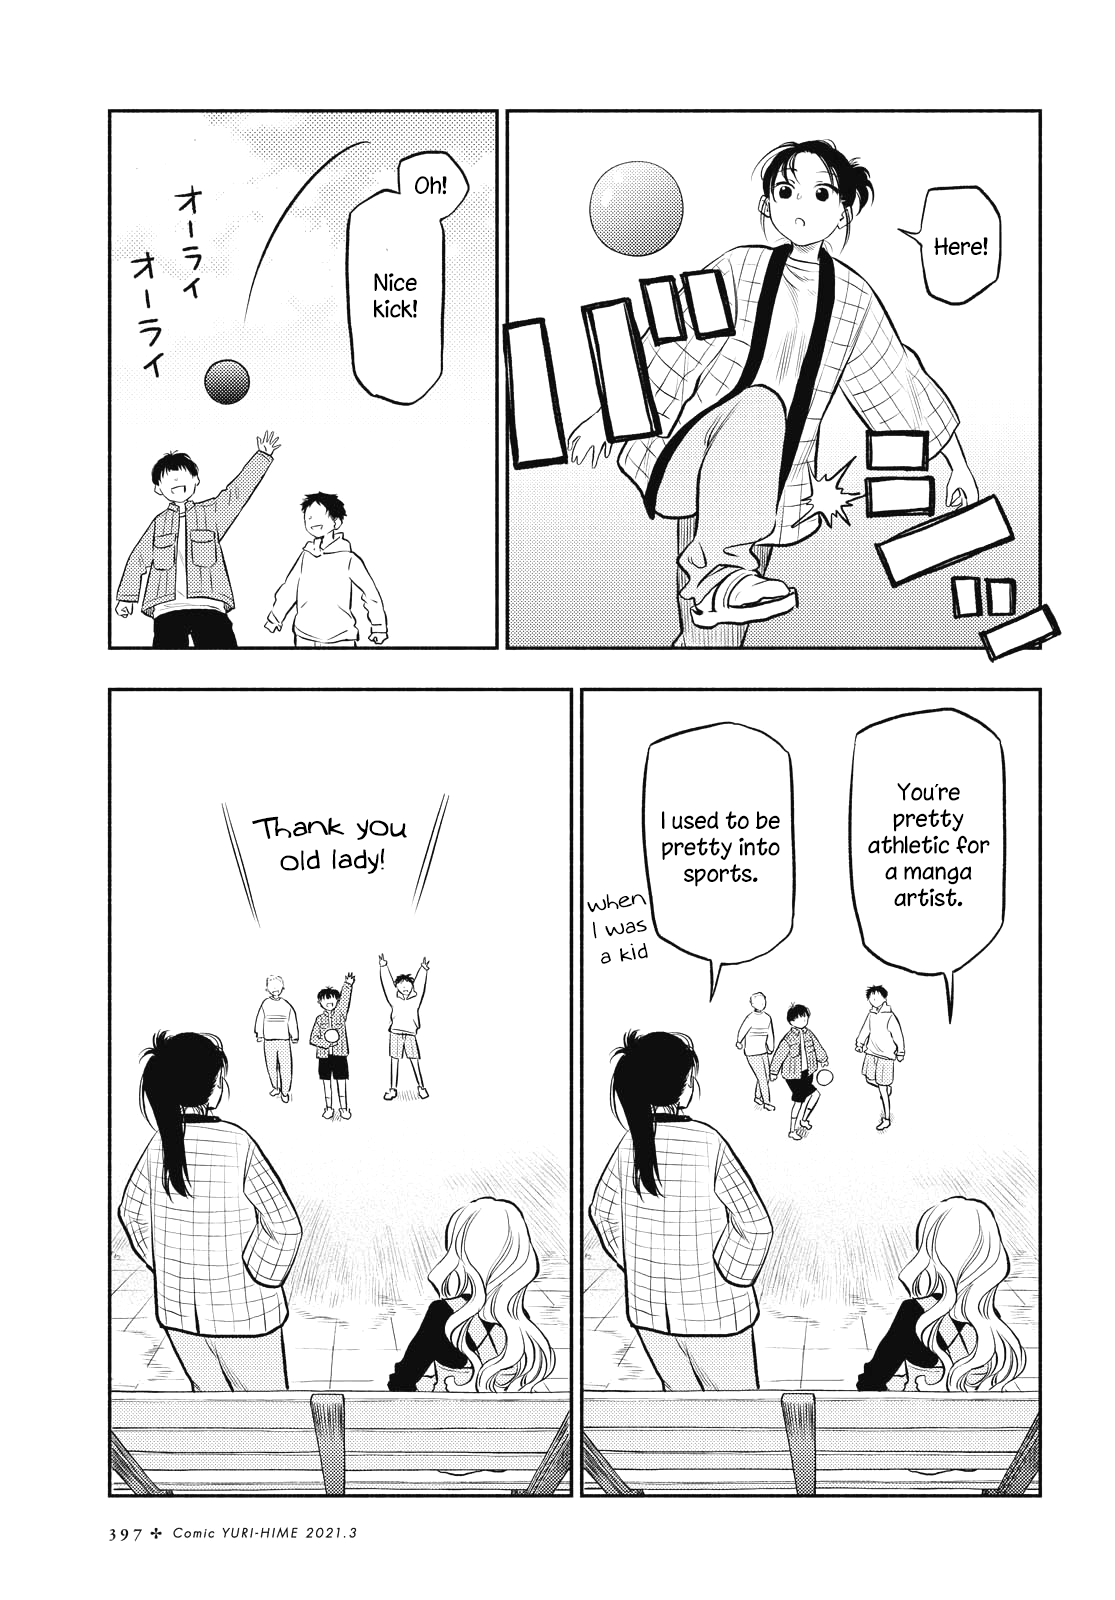 Here!
Oh!
Nice
kick!
オーライ
オーライ
You're
pretty
athletic for
a manga
artist.
I used to be
pretty into
sports.
when
I was
a kid
Thank you
old lady!
397 ✣ Comic YURI-HIME 2021.3